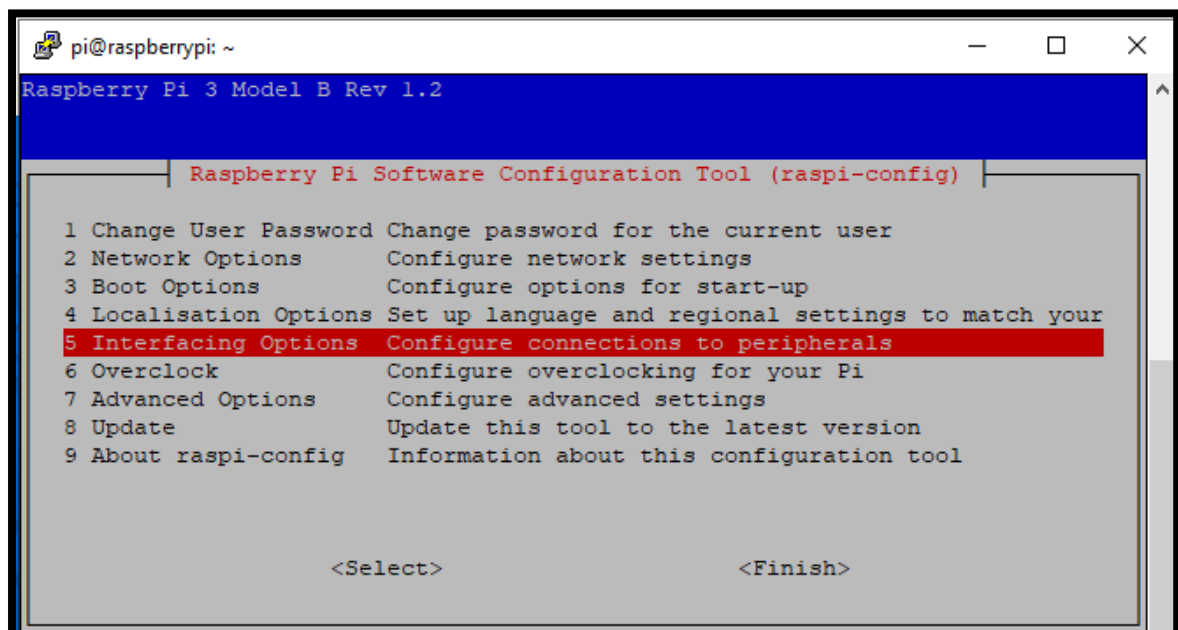 pi@raspberrypi: ~
Raspberry Pi 3 Model B Rev 1.2
Raspberry Pi Software Configuration Tool (raspi-config)
1 Change User Password Change password for the current user
2 Network Options Configure network settings
3 Boot Options Configure options for start-up
4 Localisation Options Set up language and regional settings to match your
5 Interfacing Options Configure connections to peripherals
6 Overclock Configure overclocking for your Pi
7 Advanced Options Configure advanced settings
8 Update Update this tool to the latest version
9 About raspi-config Information about this configuration tool
<Select> <Finish>